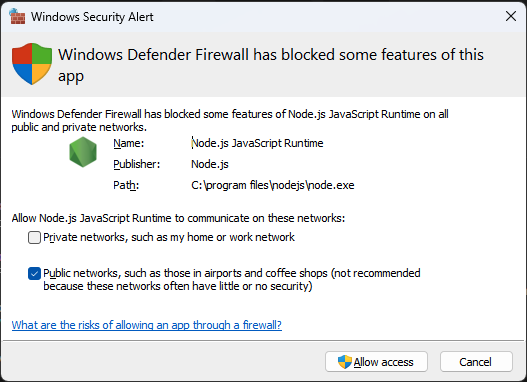 Windows Security Alert
Windows Defender Firewall has blocked some features of this
app
Windows Defender Firewall has blocked some features of Node.js JavaScript Runtime on all
public and private networks.
Name: Node.js JavaScript Runtime
Publisher: Node.js
Path: C:\program files\nodejs\node.exe
Allow Node.js JavaScript Runtime to communicate on these networks:
Private networks, such as my home or work network
Public networks, such as those in airports and coffee shops (not recommended
because these networks often have little or no security)
What are the risks of allowing an app through a firewall?
Allow access
Cancel